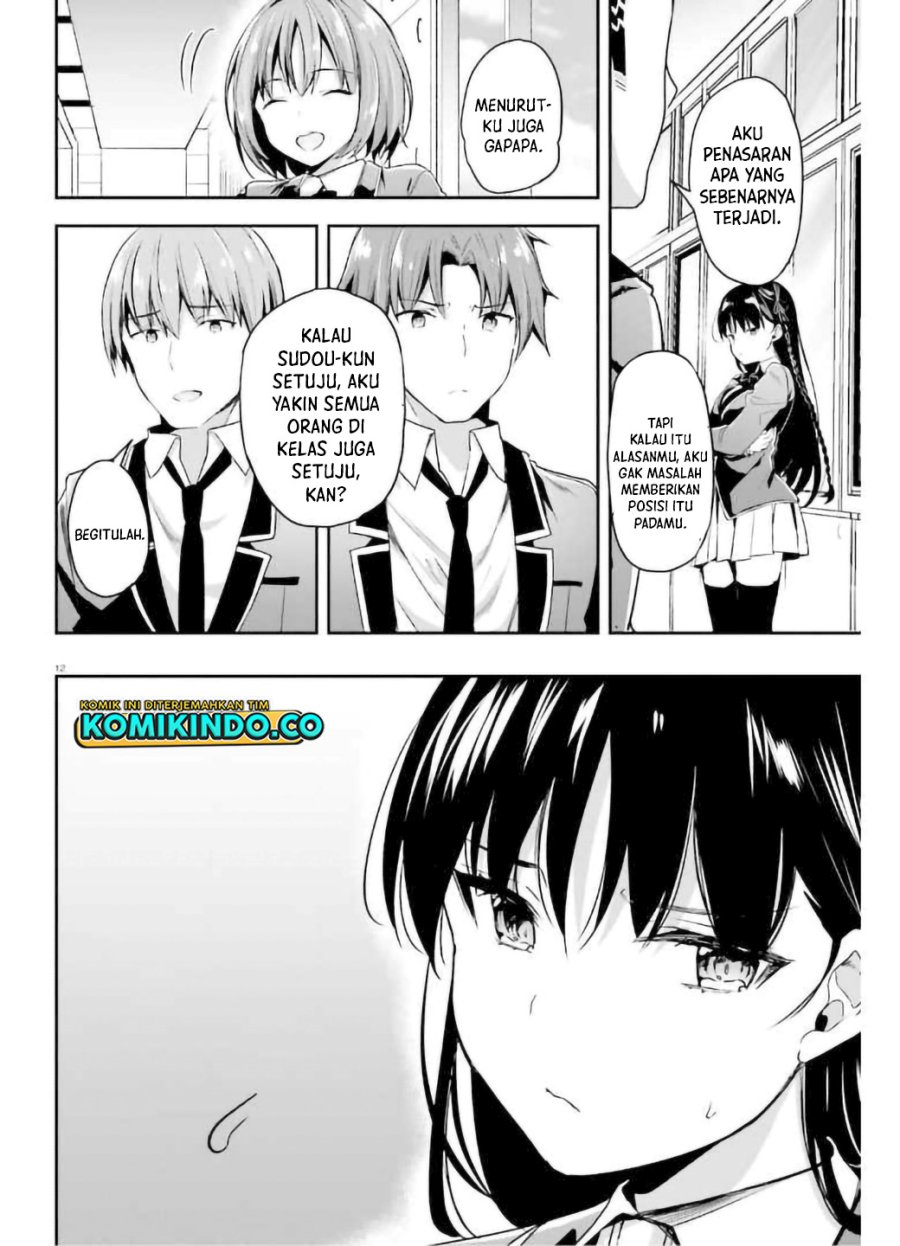 AKU
PENASARAN
APA YANG
SEBENARNYA
TERJADI.
TAPI
KALAU ITU
ALASANMU, AKU
GAK MASALAH
MEMBERIKAN
POSISI ITU
PADAMU.
MENURUT-
KU JUGA
GAPAPA.
KALAU
SUDOU-KUN
SETUJU, AKU
YAKIN SEMUA
ORANG DI
KELAS JUGA
SETUJU,
KAN?
BEGITULAH.
12
KOMIK INI DITERJEMAHKAN TIM
KOMIKINDO.CO